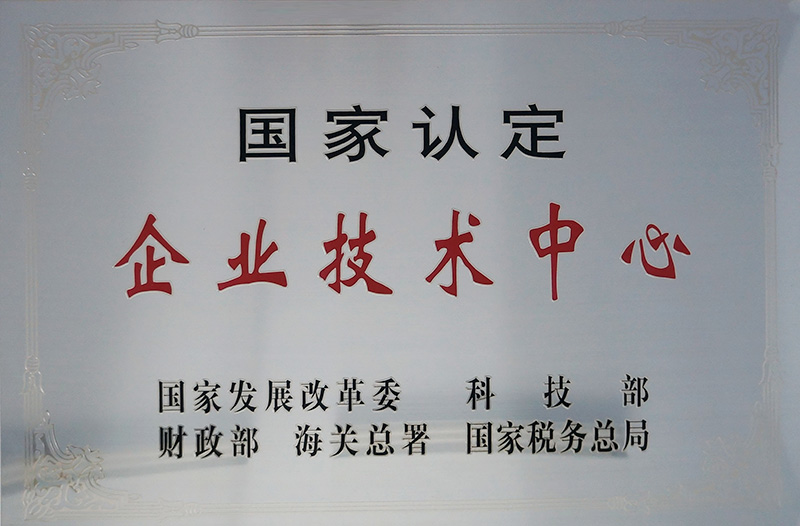 国家认定
企业技术中心
国家发展改革委 科技部
财政部 海关总署 国家税务总局